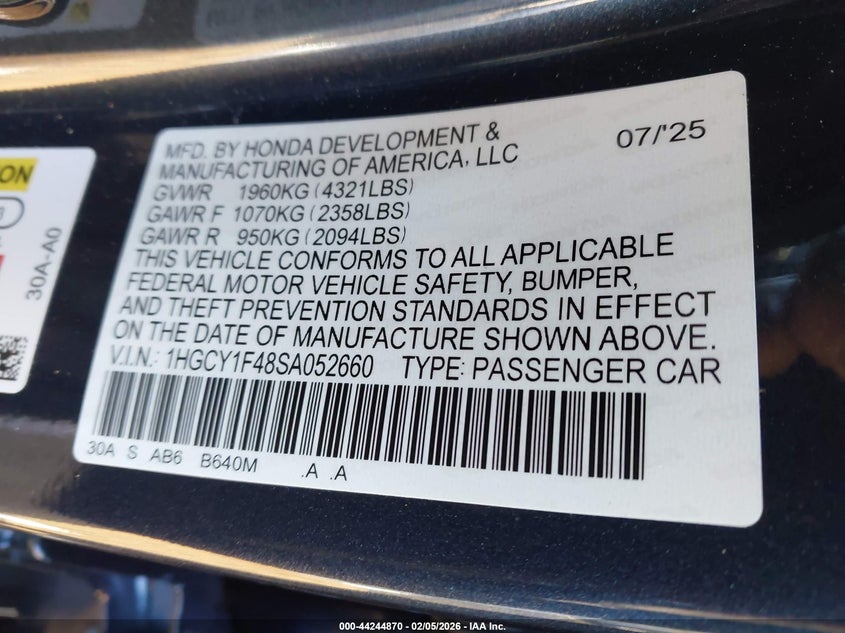 MFD. BY HONDA DEVELOPMENT &
MANUFACTURING OF AMERICA, LLC
07/'25
GVWR 1960KG (4321LBS)
GAWR F 1070KG (2358LBS)
GAWR R 950KG (2094LBS)
THIS VEHICLE CONFORMS TO ALL APPLICABLE
FEDERAL MOTOR VEHICLE SAFETY, BUMPER,
AND THEFT PREVENTION STANDARDS IN EFFECT
ON THE DATE OF MANUFACTURE SHOWN ABOVE.
V.I.N.: 1HGCY1F48SA052660 TYPE: PASSENGER CAR
30A S AB6 B640M .A .A
30A-A0
000-44244870 - 02/05/2026 - IAA Inc.